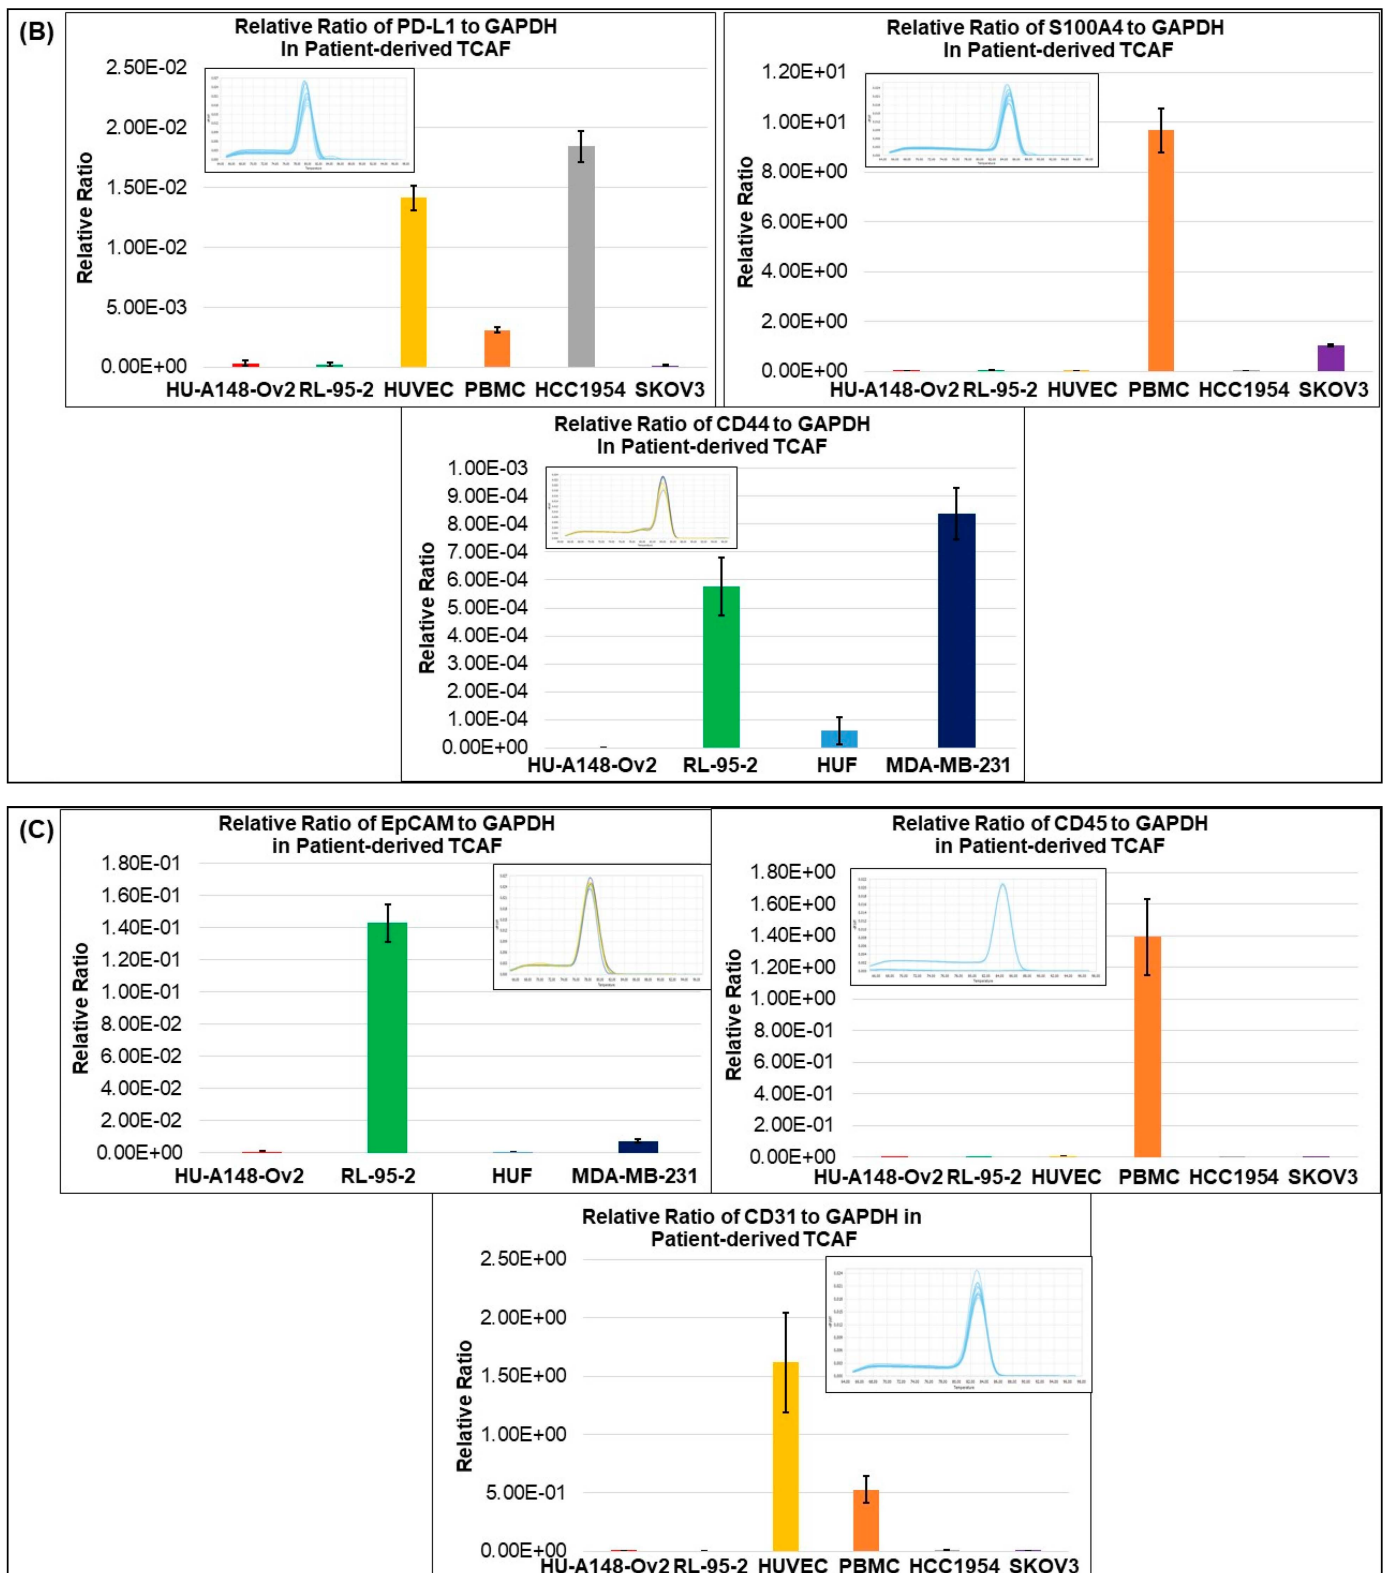 (B)
Relative Ratio of PD-L1 to GAPDH
In Patient-derived TCAF
2.50E-02
2.00E-02
1.50E-02
1.00E-02
5.00E-03
0.00E+00
Relative Ratio
HU-A148-Ov2 RL-95-2 HUVEC PBMC HCC1954 SKOV3
Temperature
Relative Ratio of S100A4 to GAPDH
In Patient-derived TCAF
1.20E+01
1.00E+01
8.00E+00
6.00E+00
4.00E+00
2.00E+00
0.00E+00
Relative Ratio
HU-A148-Ov2 RL-95-2 HUVEC PBMC HCC1954 SKOV3
Temperature
Relative Ratio of CD44 to GAPDH
In Patient-derived TCAF
1.00E-03
9.00E-04
8.00E-04
7.00E-04
6.00E-04
5.00E-04
4.00E-04
3.00E-04
2.00E-04
1.00E-04
0.00E+00
Relative Ratio
HU-A148-Ov2 RL-95-2 HUF MDA-MB-231
Temperature
(C)
Relative Ratio of EpCAM to GAPDH
in Patient-derived TCAF
1.80E-01
1.60E-01
1.40E-01
1.20E-01
1.00E-01
8.00E-02
6.00E-02
4.00E-02
2.00E-02
0.00E+00
Relative Ratio
HU-A148-Ov2 RL-95-2 HUF MDA-MB-231
Temperature
Relative Ratio of CD45 to GAPDH
in Patient-derived TCAF
1.80E+00
1.60E+00
1.40E+00
1.20E+00
1.00E+00
8.00E-01
6.00E-01
4.00E-01
2.00E-01
0.00E+00
Relative Ratio
HU-A148-Ov2 RL-95-2 HUVEC PBMC HCC1954 SKOV3
Temperature
Relative Ratio of CD31 to GAPDH in
Patient-derived TCAF
2.50E+00
2.00E+00
1.50E+00
1.00E+00
5.00E-01
0.00E+00
Relative Ratio
HU-A148-Ov2 RL-95-2 HUVEC PBMC HCC1954 SKOV3
Temperature